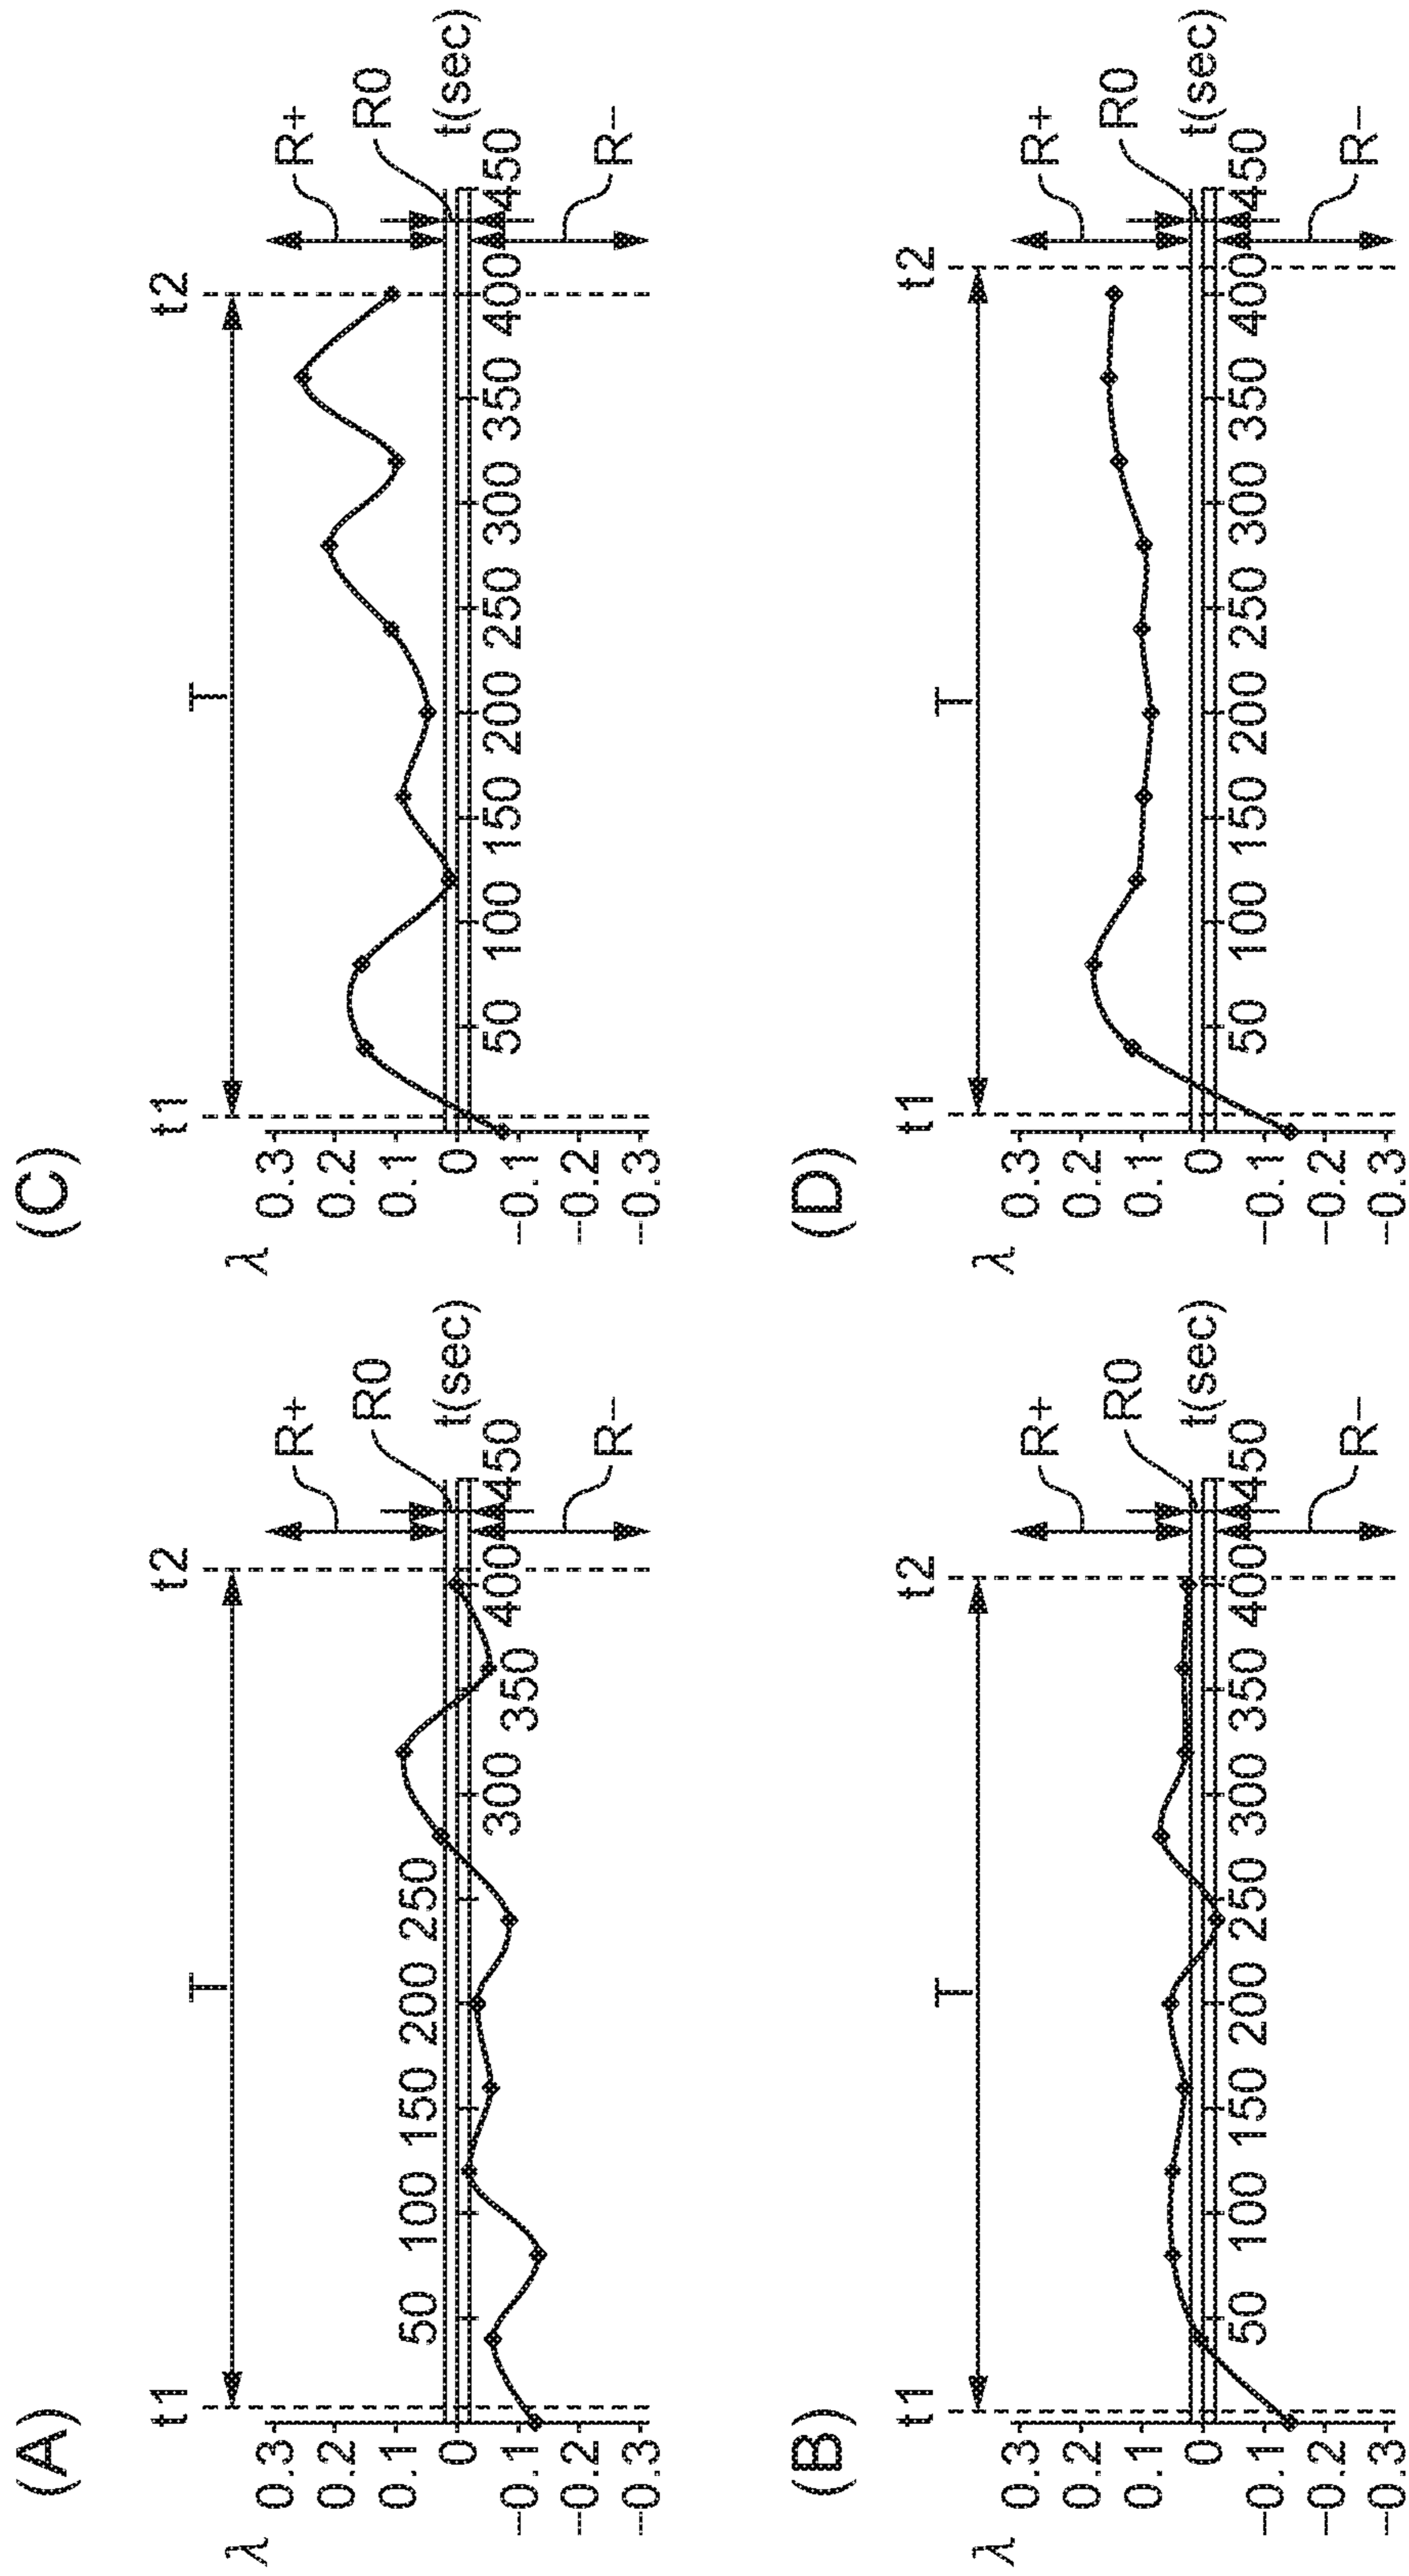 (A)
λ
t1
T
t2
0.3
0.2
0.1
0
−0.1
−0.2
−0.3
50 100 150 200 250
300 350 400 450
R+
R0
t(sec)
R−
(B)
λ
t1
T
t2
0.3
0.2
0.1
0
−0.1
−0.2
−0.3
50 100 150 200 250 300 350 400 450
R+
R0
t(sec)
R−
(C)
λ
t1
T
t2
0.3
0.2
0.1
0
−0.1
−0.2
−0.3
50 100 150 200 250 300 350 400 450
R+
R0
t(sec)
R−
(D)
λ
t1
T
t2
0.3
0.2
0.1
0
−0.1
−0.2
−0.3
50 100 150 200 250 300 350 400 450
R+
R0
t(sec)
R−